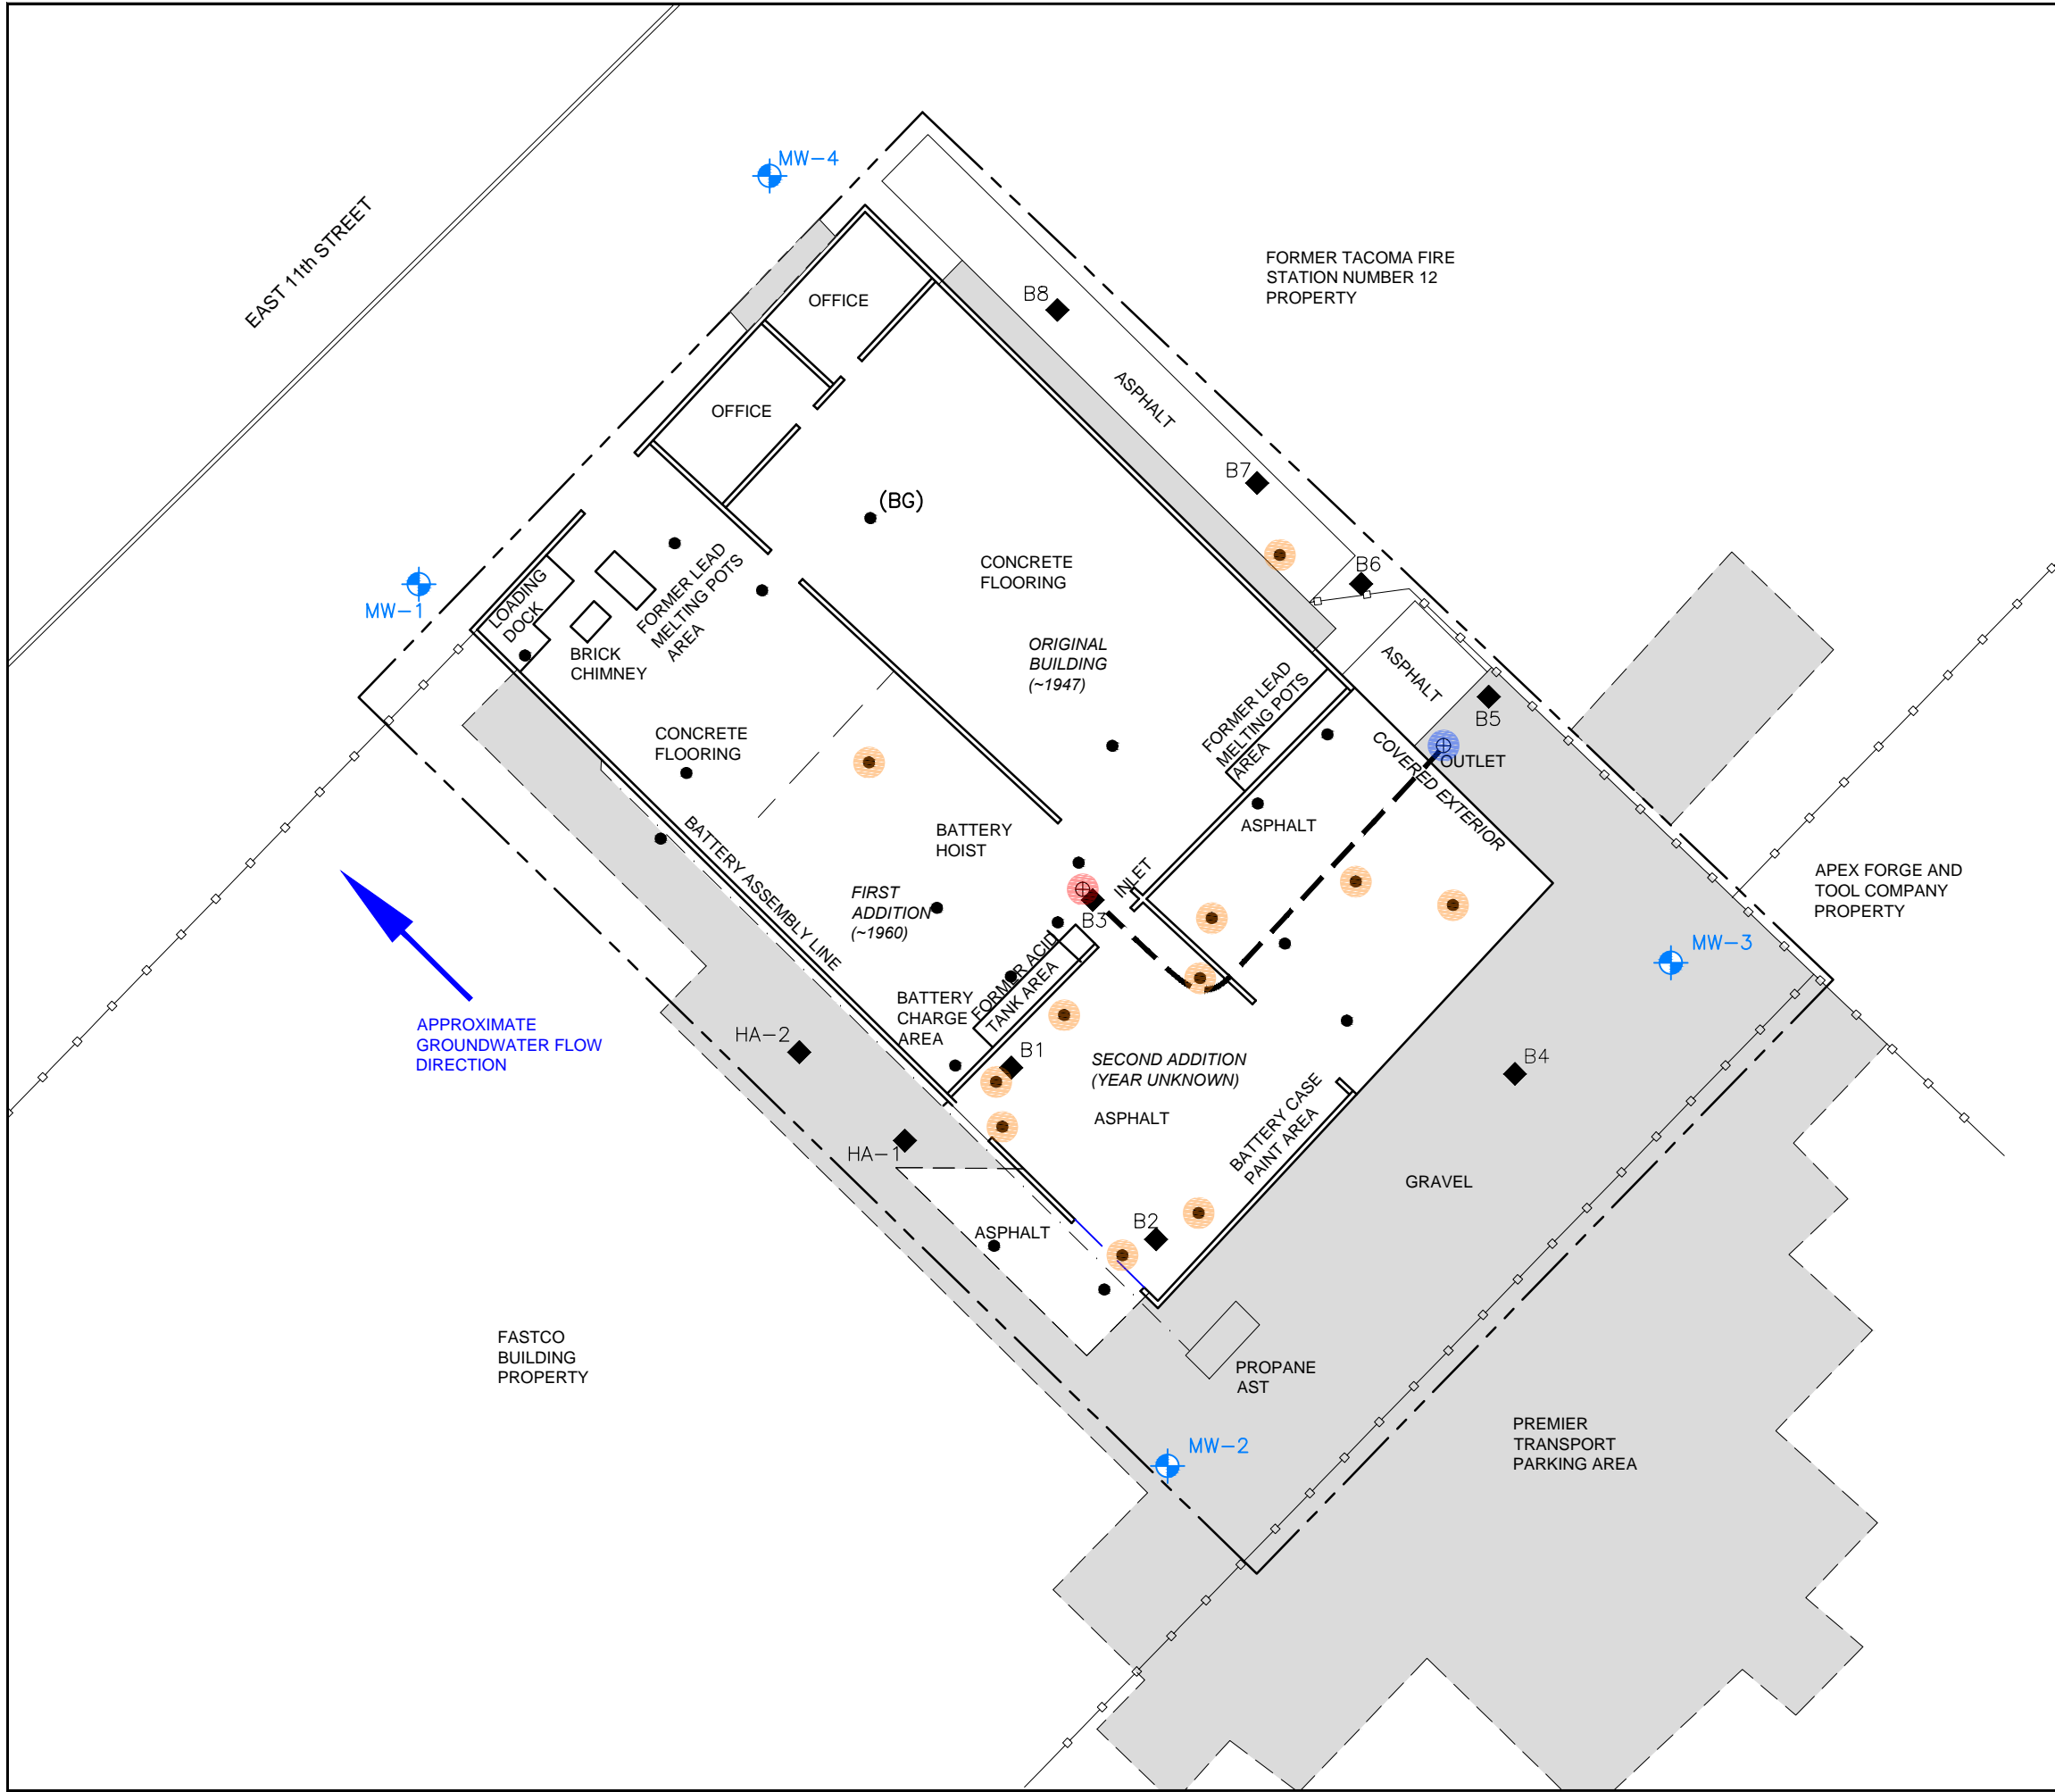 MW-4
EAST 11th STREET
FORMER TACOMA FIRE
STATION NUMBER 12
PROPERTY
B8
OFFICE
ASPHALT
OFFICE
B7
(BG)
CONCRETE
FLOORING
B6
MW-1
LOADING
DOCK
FORMER LEAD
MELTING POTS
AREA
BRICK
CHIMNEY
ORIGINAL
BUILDING
(~1947)
ASPHALT
FORMER LEAD
MELTING POTS
AREA
B5
CONCRETE
FLOORING
OUTLET
COVERED EXTERIOR
BATTERY
HOIST
ASPHALT
BATTERY ASSEMBLY LINE
INLET
APEX FORGE AND
TOOL COMPANY
PROPERTY
FIRST
ADDITION
(~1960)
B3
MW-3
FORMER ACID
TANK AREA
BATTERY
CHARGE
AREA
APPROXIMATE
GROUNDWATER FLOW
DIRECTION
HA-2
B1
SECOND ADDITION
(YEAR UNKNOWN)
B4
ASPHALT
BATTERY CASE
PAINT AREA
HA-1
GRAVEL
B2
ASPHALT
FASTCO
BUILDING
PROPERTY
PROPANE
AST
PREMIER
TRANSPORT
PARKING AREA
MW-2